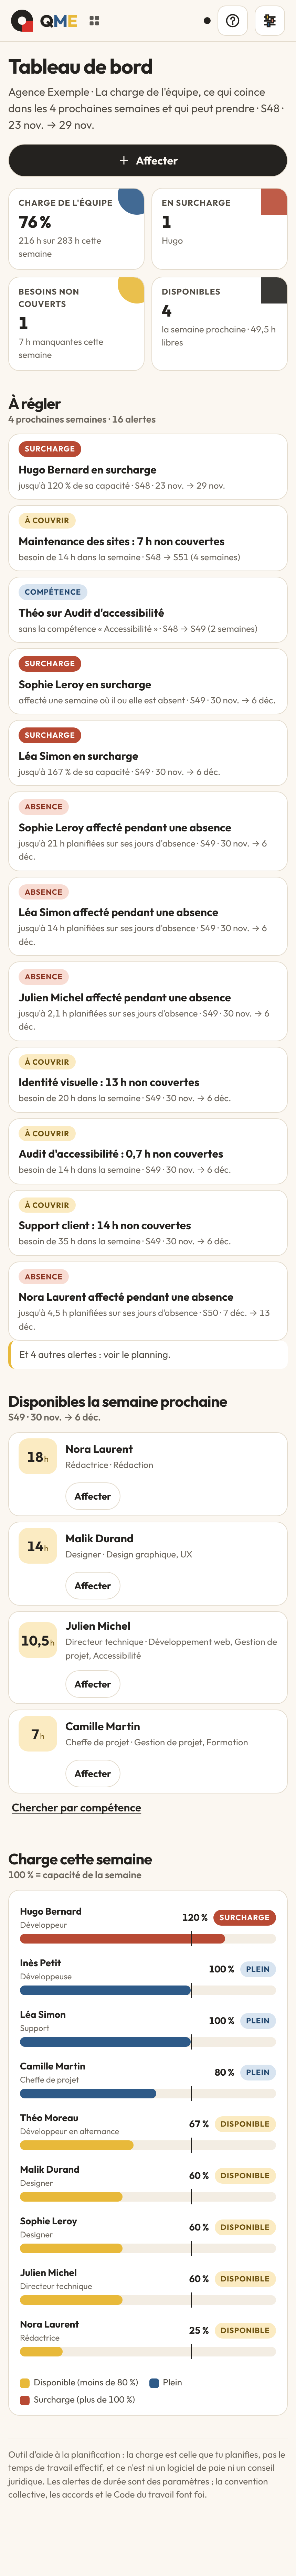 QME
Tableau de bord
Agence Exemple · La charge de l'équipe, ce qui coince
dans les 4 prochaines semaines et qui peut prendre · S48 ·
23 nov. → 29 nov.
+ Affecter
CHARGE DE L'ÉQUIPE
76 %
216 h sur 283 h cette
semaine
EN SURCHARGE
1
Hugo
BESOINS NON
COUVERTS
1
7 h manquantes cette
semaine
DISPONIBLES
4
la semaine prochaine · 49,5 h
libres
À régler
4 prochaines semaines · 16 alertes
SURCHARGE
Hugo Bernard en surcharge
jusqu'à 120 % de sa capacité · S48 · 23 nov. → 29 nov.
À COUVRIR
Maintenance des sites : 7 h non couvertes
besoin de 14 h dans la semaine · S48 → S51 (4 semaines)
COMPÉTENCE
Théo sur Audit d'accessibilité
sans la compétence « Accessibilité » · S48 → S49 (2 semaines)
SURCHARGE
Sophie Leroy en surcharge
affecté une semaine où il ou elle est absent · S49 · 30 nov. → 6 déc.
SURCHARGE
Léa Simon en surcharge
jusqu'à 167 % de sa capacité · S49 · 30 nov. → 6 déc.
ABSENCE
Sophie Leroy affecté pendant une absence
jusqu'à 21 h planifiées sur ses jours d'absence · S49 · 30 nov. → 6
déc.
ABSENCE
Léa Simon affecté pendant une absence
jusqu'à 14 h planifiées sur ses jours d'absence · S49 · 30 nov. → 6
déc.
ABSENCE
Julien Michel affecté pendant une absence
jusqu'à 2,1 h planifiées sur ses jours d'absence · S49 · 30 nov. → 6
déc.
À COUVRIR
Identité visuelle : 13 h non couvertes
besoin de 20 h dans la semaine · S49 · 30 nov. → 6 déc.
À COUVRIR
Audit d'accessibilité : 0,7 h non couvertes
besoin de 14 h dans la semaine · S49 · 30 nov. → 6 déc.
À COUVRIR
Support client : 14 h non couvertes
besoin de 35 h dans la semaine · S49 · 30 nov. → 6 déc.
ABSENCE
Nora Laurent affecté pendant une absence
jusqu'à 4,5 h planifiées sur ses jours d'absence · S50 · 7 déc. → 13
déc.
Et 4 autres alertes : voir le planning.
Disponibles la semaine prochaine
S49 · 30 nov. → 6 déc.
18 h
Nora Laurent
Rédactrice · Rédaction
Affecter
14 h
Malik Durand
Designer · Design graphique, UX
Affecter
10,5 h
Julien Michel
Directeur technique · Développement web, Gestion de
projet, Accessibilité
Affecter
7 h
Camille Martin
Cheffe de projet · Gestion de projet, Formation
Affecter
Chercher par compétence
Charge cette semaine
100 % = capacité de la semaine
Hugo Bernard
Développeur
120 % SURCHARGE
Inès Petit
Développeuse
100 % PLEIN
Léa Simon
Support
100 % PLEIN
Camille Martin
Cheffe de projet
80 % PLEIN
Théo Moreau
Développeur en alternance
67 % DISPONIBLE
Malik Durand
Designer
60 % DISPONIBLE
Sophie Leroy
Designer
60 % DISPONIBLE
Julien Michel
Directeur technique
60 % DISPONIBLE
Nora Laurent
Rédactrice
25 % DISPONIBLE
Disponible (moins de 80 %) Plein
Surcharge (plus de 100 %)
Outil d'aide à la planification : la charge est celle que tu planifies, pas le
temps de travail effectif, et ce n'est ni un logiciel de paie ni un conseil
juridique. Les alertes de durée sont des paramètres ; la convention
collective, les accords et le Code du travail font foi.